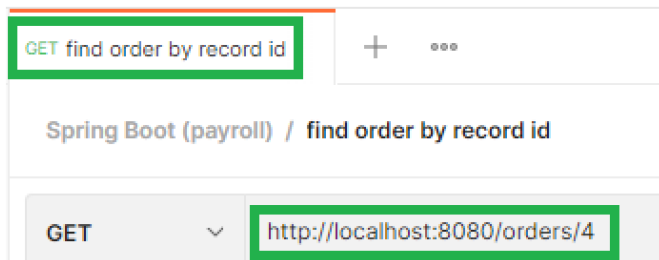 GET find order by record id
Spring Boot (payroll) / find order by record id
GET http://localhost:8080/orders/4